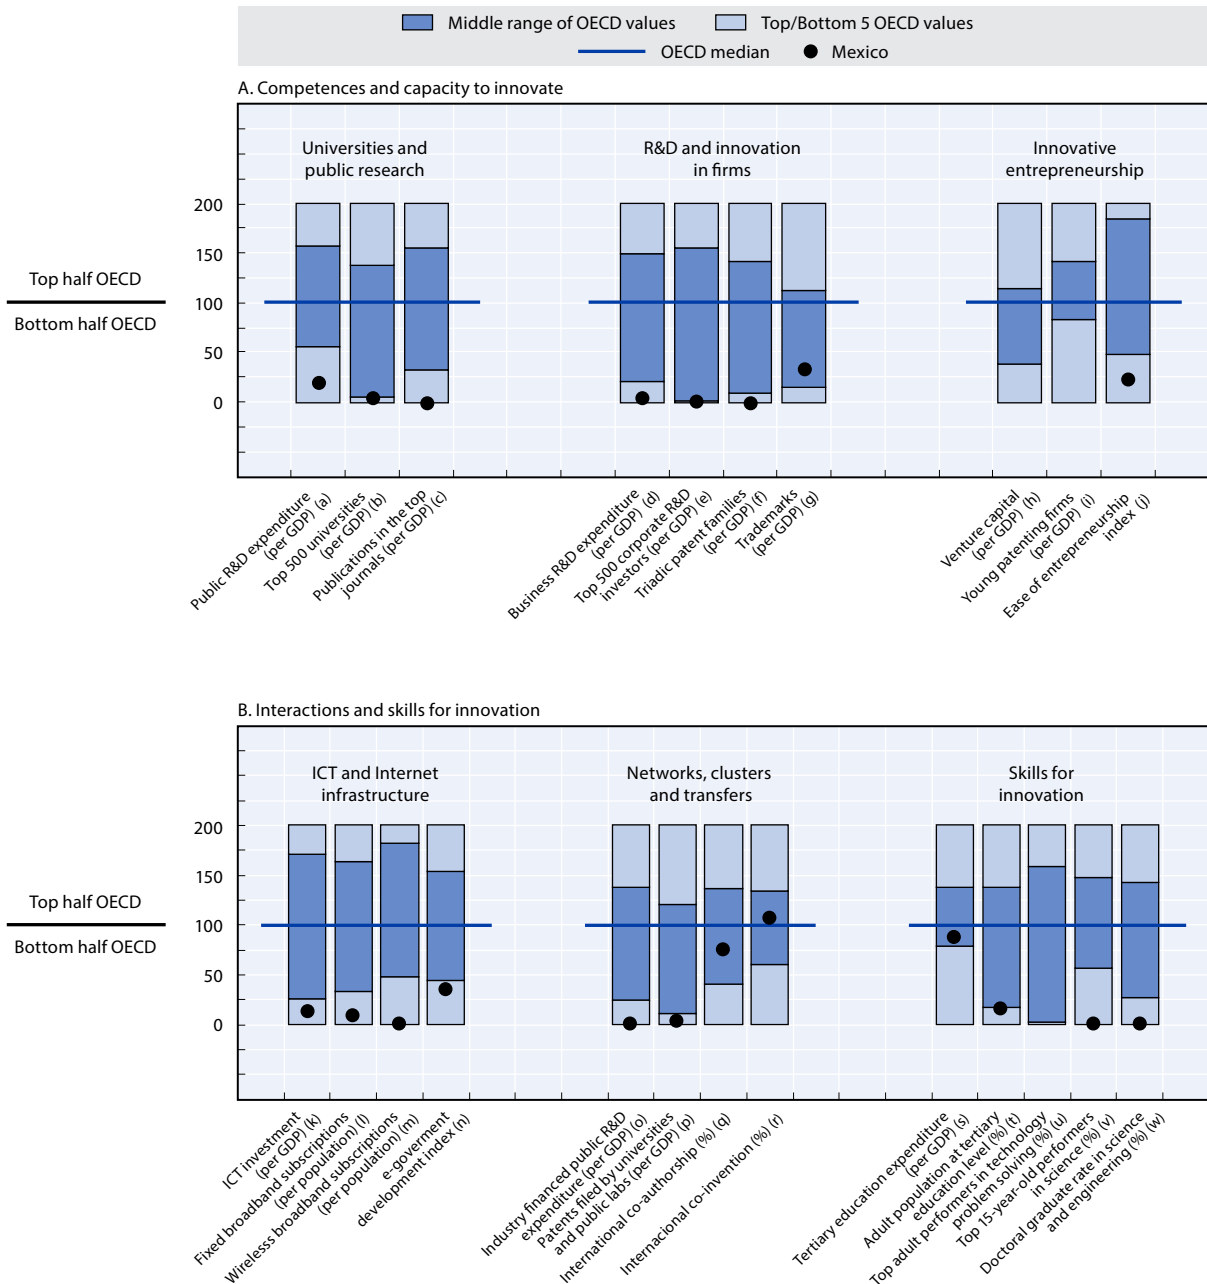 Middle range of OECD values
Top/Bottom 5 OECD values
OECD median
Mexico
A. Competences and capacity to innovate
Universities and
public research
R&D and innovation
in firms
Innovative
entrepreneurship
200
150
100
50
0
Top half OECD
Bottom half OECD
Public R&D expenditure
(per GDP) (a)
Top 500 universities
(per GDP) (b)
Publications in the top
journals (per GDP) (c)
Business R&D expenditure
(per GDP) (d)
Top 500 corporate R&D
investors (per GDP) (e)
Triadic patent families
(per GDP) (f)
Trademarks
(per GDP) (g)
Venture capital
(per GDP) (h)
Young patenting firms
(per GDP) (i)
Ease of entrepreneurship
index (j)
B. Interactions and skills for innovation
ICT and Internet
infrastructure
Networks, clusters
and transfers
Skills for
innovation
200
150
100
50
0
Top half OECD
Bottom half OECD
ICT investment
(per GDP) (k)
Fixed broadband subscriptions
(per population) (l)
Wirelesss broadband subscriptions
(per population) (m)
e-goverment
development index (n)
Industry financed public R&D
expenditure (per GDP) (o)
Patents filed by universities
and public labs (per GDP) (p)
International co-authorship (%) (q)
Internacional co-invention (%) (r)
Tertiary education expenditure
(per GDP) (s)
Adult population at tertiary
education level (%) (t)
Top adult performers in technology
problem solving (%) (u)
Top 15-year-old performers
in science (%) (v)
Doctoral graduate rate in science
and engineering (%) (w)